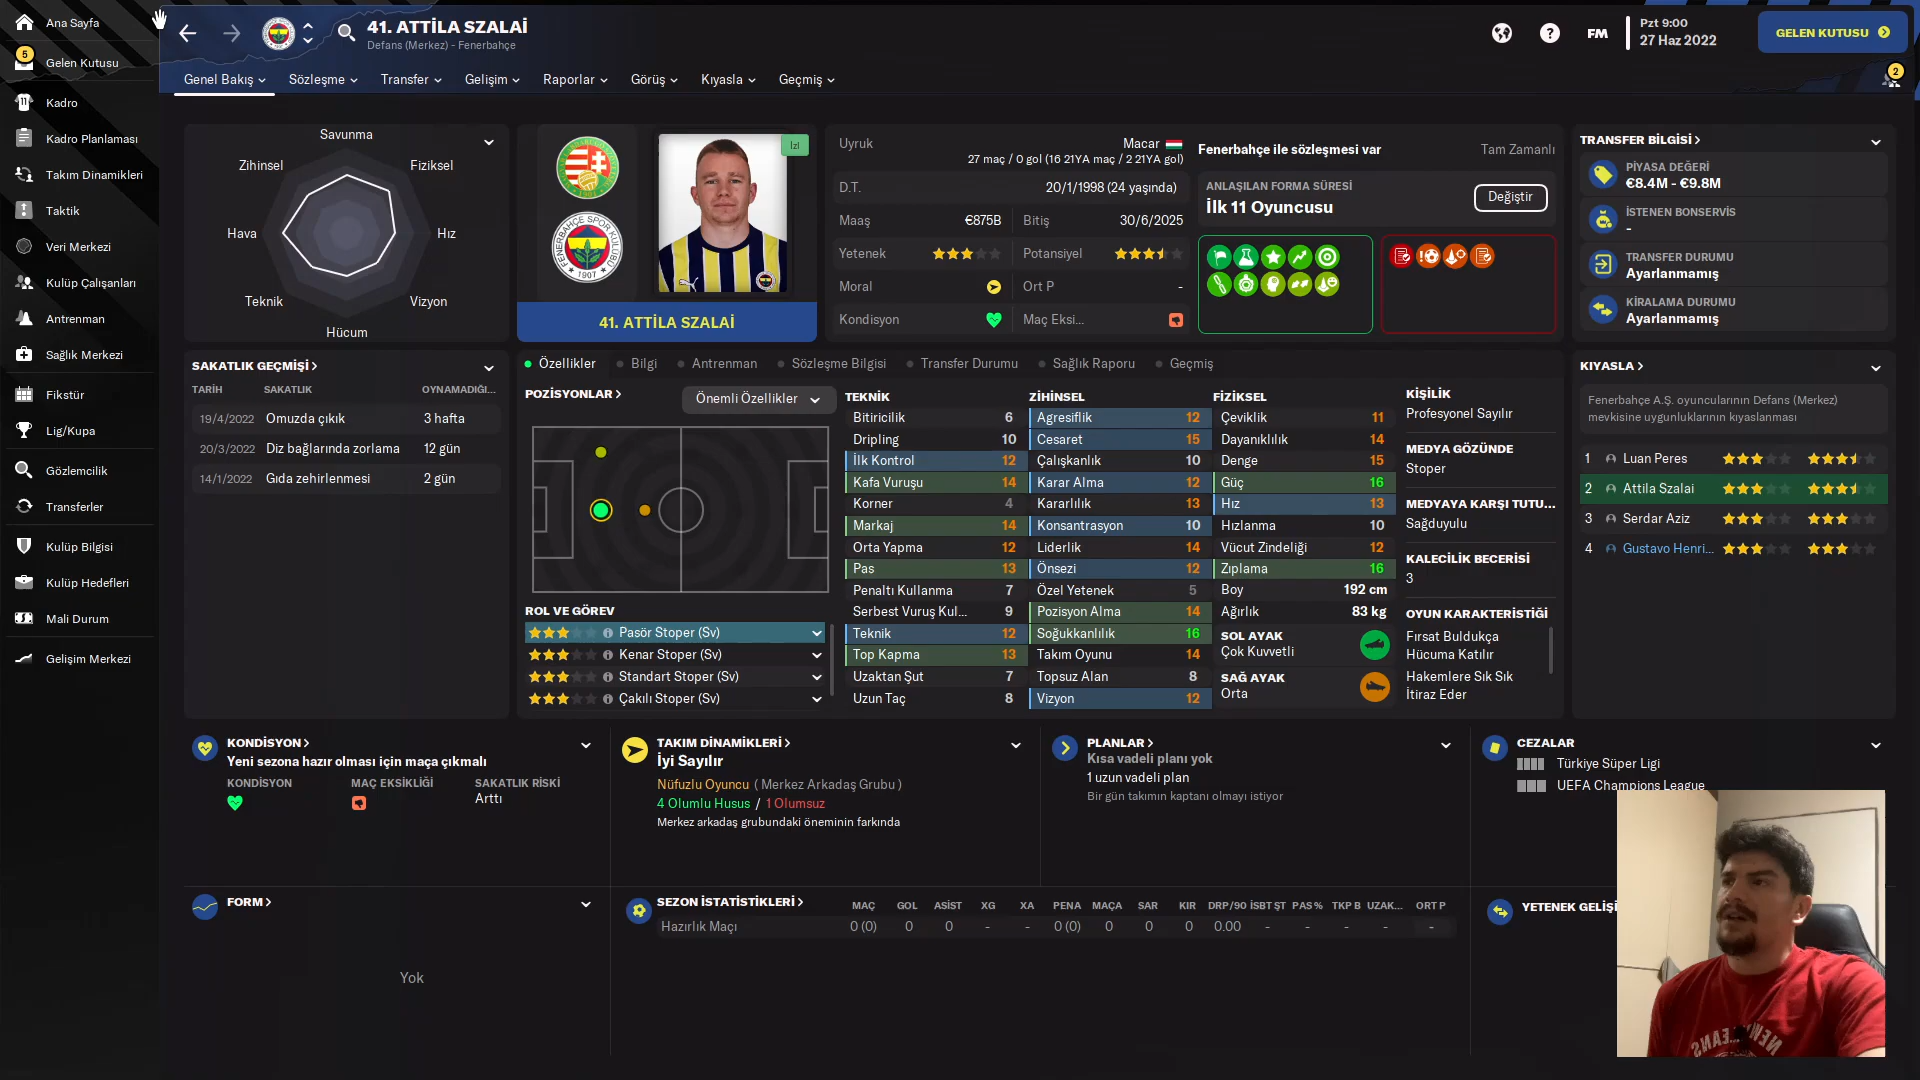 Ana Sayfa
5
Gelen Kutusu
Kadro
Kadro Planlaması
Takım Dinamikleri
Taktik
Veri Merkezi
Kulüp Çalışanları
Antrenman
Sağlık Merkezi
Fikstür
Lig/Kupa
Gözlemcilik
Transferler
Kulüp Bilgisi
Kulüp Hedefleri
Mali Durum
Gelişim Merkezi
41. ATTİLA SZALAİ
Defans (Merkez) - Fenerbahçe
FM
Pzt 9:00
27 Haz 2022
GELEN KUTUSU
2
Genel Bakış Sözleşme Transfer Gelişim Raporlar Görüş Kıyasla Geçmiş
Savunma
Zihinsel Fiziksel
Hava Hız
Teknik Vizyon
Hücum
İzl
FENERBAHÇE SPOR KULÜBÜ
1907
41. ATTİLA SZALAİ
Uyruk Macar
27 maç / 0 gol (16 21YA maç / 2 21YA gol)
D.T. 20/1/1998 (24 yaşında)
Maaş €875B Bitiş 30/6/2025
Yetenek Potansiyel
Moral Ort P -
Kondisyon Maç Eksi...
Fenerbahçe ile sözleşmesi var Tam Zamanlı
ANLAŞILAN FORMA SÜRESİ
İlk 11 Oyuncusu
Değiştir
TRANSFER BİLGİSİ
PİYASA DEĞERİ
€8.4M - €9.8M
İSTENEN BONSERVİS
-
TRANSFER DURUMU
Ayarlanmamış
KİRALAMA DURUMU
Ayarlanmamış
SAKATLIK GEÇMİŞİ
TARİH SAKATLIK OYNAMADIĞI...
19/4/2022 Omuzda çıkık 3 hafta
20/3/2022 Diz bağlarında zorlama 12 gün
14/1/2022 Gıda zehirlenmesi 2 gün
Özellikler Bilgi Antrenman Sözleşme Bilgisi Transfer Durumu Sağlık Raporu Geçmiş
POZİSYONLAR
Önemli Özellikler
ROL VE GÖREV
Pasör Stoper (Sv)
Kenar Stoper (Sv)
Standart Stoper (Sv)
Çakılı Stoper (Sv)
TEKNİK
Bitiricilik 6
Dripling 10
İlk Kontrol 12
Kafa Vuruşu 14
Korner 4
Markaj 14
Orta Yapma 12
Pas 13
Penaltı Kullanma 7
Serbest Vuruş Kul... 9
Teknik 12
Top Kapma 13
Uzaktan Şut 7
Uzun Taç 8
ZİHİNSEL
Agresiflik 12
Cesaret 15
Çalışkanlık 10
Karar Alma 12
Kararlılık 13
Konsantrasyon 10
Liderlik 14
Önsezi 12
Özel Yetenek 5
Pozisyon Alma 14
Soğukkanlılık 16
Takım Oyunu 14
Topsuz Alan 8
Vizyon 12
FİZİKSEL
Çeviklik 11
Dayanıklılık 14
Denge 15
Güç 16
Hız 13
Hızlanma 10
Vücut Zindeliği 12
Zıplama 16
Boy 192 cm
Ağırlık 83 kg
SOL AYAK
Çok Kuvvetli
SAĞ AYAK
Orta
KİŞİLİK
Profesyonel Sayılır
MEDYA GÖZÜNDE
Stoper
MEDYAYA KARŞI TUTU...
Sağduyulu
KALECİLİK BECERİSİ
3
OYUN KARAKTERİSTİĞİ
Fırsat Buldukça
Hücuma Katılır
Hakemlere Sık Sık
İtiraz Eder
KIYASLA
Fenerbahçe A.Ş. oyuncularının Defans (Merkez)
mevkisine uygunluklarının kıyaslanması
1 Luan Peres
2 Attila Szalai
3 Serdar Aziz
4 Gustavo Henri...
KONDİSYON
Yeni sezona hazır olması için maça çıkmalı
KONDİSYON MAÇ EKSİKLİĞİ SAKATLIK RİSKİ
Arttı
TAKIM DİNAMİKLERİ
İyi Sayılır
Nüfuzlu Oyuncu ( Merkez Arkadaş Grubu )
4 Olumlu Husus / 1 Olumsuz
Merkez arkadaş grubundaki öneminin farkında
PLANLAR
Kısa vadeli planı yok
1 uzun vadeli plan
Bir gün takımın kaptanı olmayı istiyor
CEZALAR
Türkiye Süper Ligi
UEFA Champions League
FORM
Yok
SEZON İSTATİSTİKLERİ MAÇ GOL ASİST XG XA PENA MAÇA SAR KIR DRP/90 İSBT ŞT PAS % TKP B UZAK... ORT P
Hazırlık Maçı 0 (0) 0 0 - - 0 (0) 0 0 0 0.00 - - - - -
YETENEK GELİŞİ